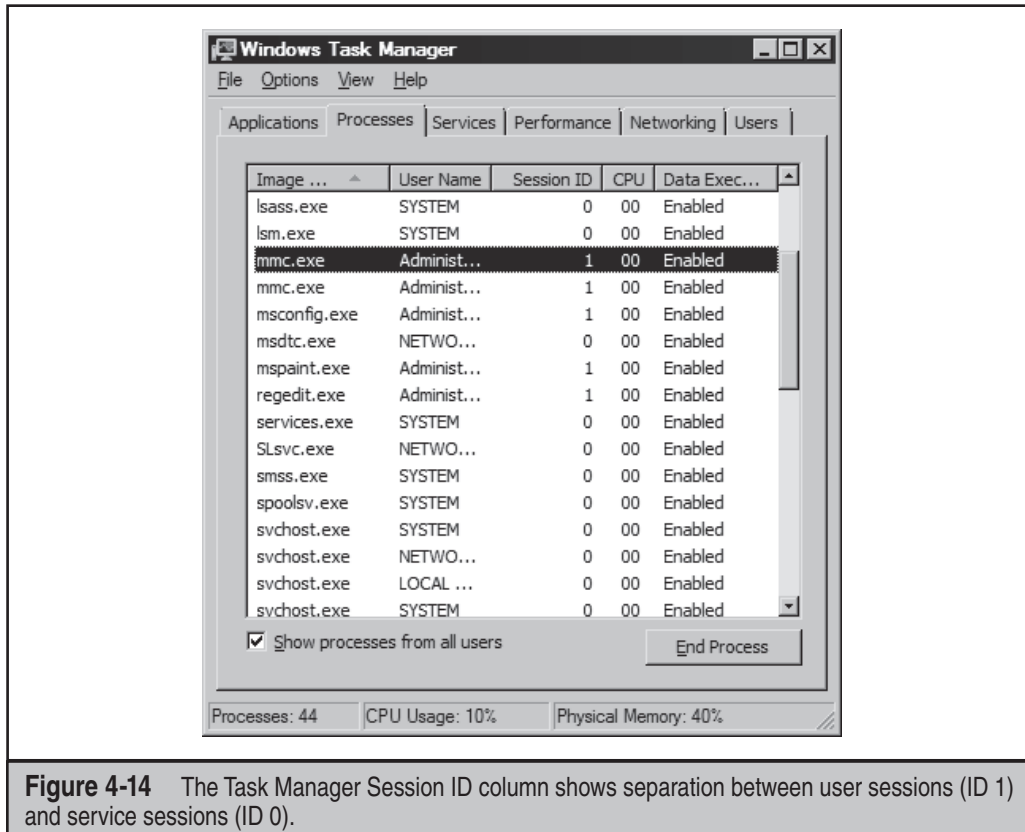 Windows Task Manager
File Options View Help
Applications Processes Services Performance Networking Users
Image ... User Name Session ID CPU Data Exec...
lsass.exe SYSTEM 0 00 Enabled
lsm.exe SYSTEM 0 00 Enabled
mmc.exe Administ... 1 00 Enabled
mmc.exe Administ... 1 00 Enabled
msconfig.exe Administ... 1 00 Enabled
msdtc.exe NETWO... 0 00 Enabled
mspaint.exe Administ... 1 00 Enabled
regedit.exe Administ... 1 00 Enabled
services.exe SYSTEM 0 00 Enabled
SLsvc.exe NETWO... 0 00 Enabled
smss.exe SYSTEM 0 00 Enabled
spoolsv.exe SYSTEM 0 00 Enabled
svchost.exe SYSTEM 0 00 Enabled
svchost.exe NETWO... 0 00 Enabled
svchost.exe LOCAL ... 0 00 Enabled
svchost.exe SYSTEM 0 00 Enabled
Show processes from all users End Process
Processes: 44 CPU Usage: 10% Physical Memory: 40%
Figure 4-14 The Task Manager Session ID column shows separation between user sessions (ID 1)
and service sessions (ID 0).